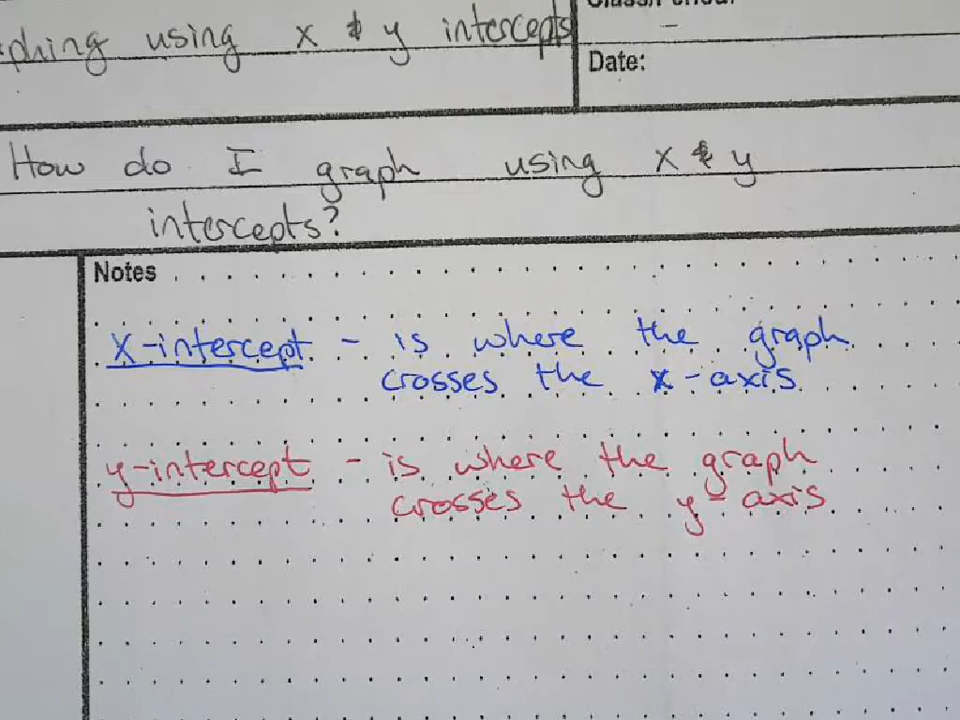 using x & y intercepts
Date:
How do I graph using x & y
intercepts?
Notes
x-intercept - is where the graph
crosses the x-axis
y-intercept - is where the graph
crosses the y-axis